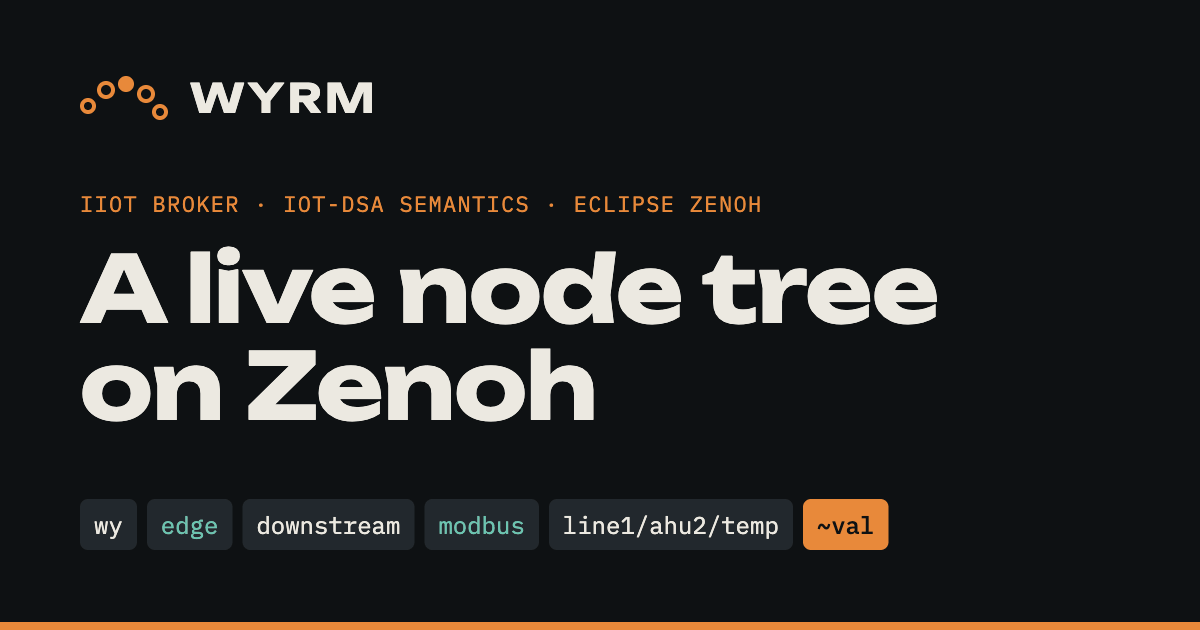 WYRM
IIOT BROKER · IOT-DSA SEMANTICS · ECLIPSE ZENOH
A live node tree
on Zenoh
wy edge downstream modbus line1/ahu2/temp ~val